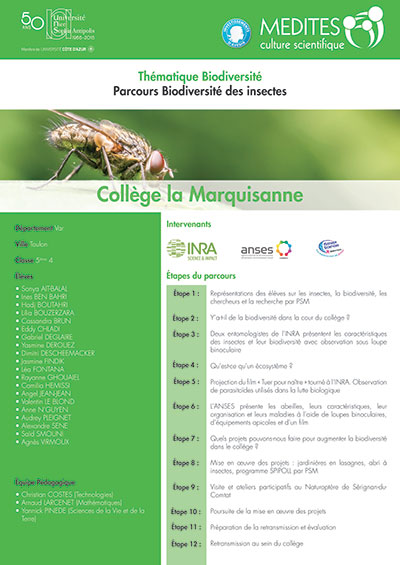 50 ANS
Université
Nice
Sophia Antipolis
1965-2015
Membre de UNIVERSITÉ CÔTE D'AZUR
MEDITES
culture scientifique
Thématique Biodiversité
Parcours Biodiversité des insectes
Collège la Marquisanne
Département Var
Ville Toulon
Classe 5ème 4
Élèves
• Sonya AIT-BALAJ
• Ines BEN BAHRI
• Hadi BOUTAHRI
• Lilia BOUZERZARA
• Cassandra BRUN
• Eddy CHLADI
• Gabriel DEGLAIRE
• Yasmine DEROUEZ
• Dimitri DESCHEEMACKER
• Jasmine FINDIK
• Léa FONTANA
• Rayanne GHOUAIEL
• Camilia HEMISSI
• Angel JEAN-JEAN
• Valentin LE BLOND
• Anne N'GUYEN
• Audrey PLEIGNET
• Alexandre SENE
• Saïd SMOUNI
• Agnès VRIMOUX
Equipe Pédagogique
• Christian COSTES (Technologies)
• Arnaud LARCENET (Mathématiques)
• Yannick PINEDE (Sciences de la Vie et de la
Terre)
Intervenants
INRA
SCIENCE & IMPACT
anses
Étapes du parcours
Étape 1 : Représentations des élèves sur les insectes, la biodiversité, les
chercheurs et la recherche par PSM
Étape 2 : Y'a-t-il de la biodiversité dans la cour du collège ?
Étape 3 : Deux entomologistes de l'INRA présentent les caractéristiques
des insectes et leur biodiversité avec observation sous loupe
binoculaire
Étape 4 : Qu'est-ce qu'un écosystème ?
Étape 5 : Projection du film « Tuer pour naître » tourné à l'INRA. Observation
de parasitoïdes utilisés dans la lutte biologique
Étape 6 : L'ANSES présente les abeilles, leurs caractéristiques, leur
organisation et leurs maladies à l'aide de loupes binoculaires,
d'équipements apicoles et d'un film
Étape 7 : Quels projets pouvons-nous faire pour augmenter la biodiversité
dans le collège ?
Étape 8 : Mise en œuvre des projets : jardinières en lasagnes, abri à
insectes, programme SPIPOLL par PSM
Étape 9 : Visite et ateliers participatifs au Naturoptère de Sérignan-du-
Comtat
Étape 10 : Poursuite de la mise en œuvre des projets
Étape 11 : Préparation de la retransmission et évaluation
Étape 12 : Retransmission au sein du collège